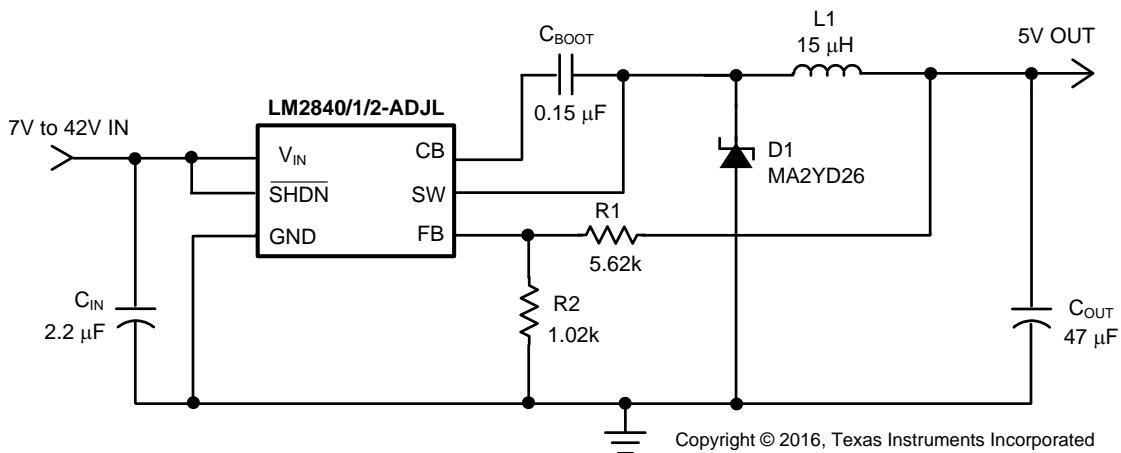 L1
15 μH
5V OUT
CBOOT
0.15 μF
LM2840/1/2-ADJL
7V to 42V IN
VIN
CB
SHDN
SW
GND
FB
D1
MA2YD26
R1
5.62k
R2
1.02k
CIN
2.2 μF
COUT
47 μF
Copyright © 2016, Texas Instruments Incorporated